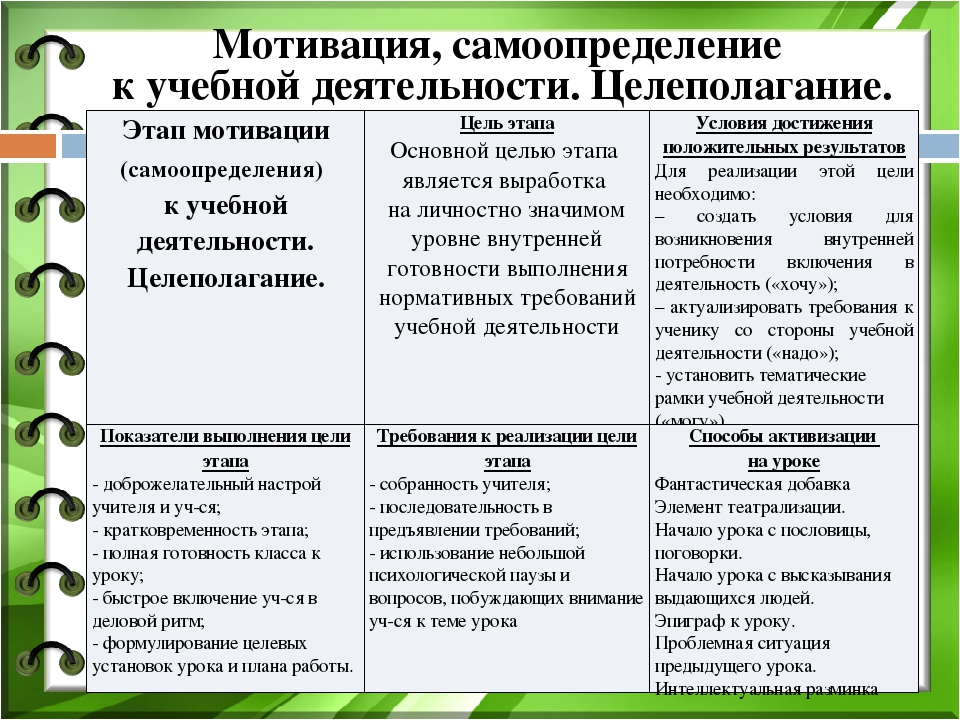 Мотивация, самоопределение
к учебной деятельности. Целеполагание.
Этап мотивации
(самоопределения)
к учебной
деятельности.
Целеполагание.
Цель этапа
Основной целью этапа
является выработка
на личностно значимом
уровне внутренней
готовности выполнения
нормативных требований
учебной деятельности
Условия достижения
положительных результатов
Для реализации этой цели
необходимо:
– создать условия для
возникновения внутренней
потребности включения в
деятельность («хочу»);
– актуализировать требования к
ученику со стороны учебной
деятельности («надо»);
- установить тематические
рамки учебной деятельности
(«могу»)
Показатели выполнения цели
этапа
- доброжелательный настрой
учителя и уч-ся;
- кратковременность этапа;
- полная готовность класса к
уроку;
- быстрое включение уч-ся в
деловой ритм;
- формулирование целевых
установок урока и плана работы.
Требования к реализации цели
этапа
- собранность учителя;
- последовательность в
предъявлении требований;
- использование небольшой
психологической паузы и
вопросов, побуждающих внимание
уч-ся к теме урока
Способы активизации
на уроке
Фантастическая добавка
Элемент театрализации.
Начало урока с пословицы,
поговорки.
Начало урока с высказывания
выдающихся людей.
Эпиграф к уроку.
Проблемная ситуация
предыдущего урока.
Интеллектуальная разминка